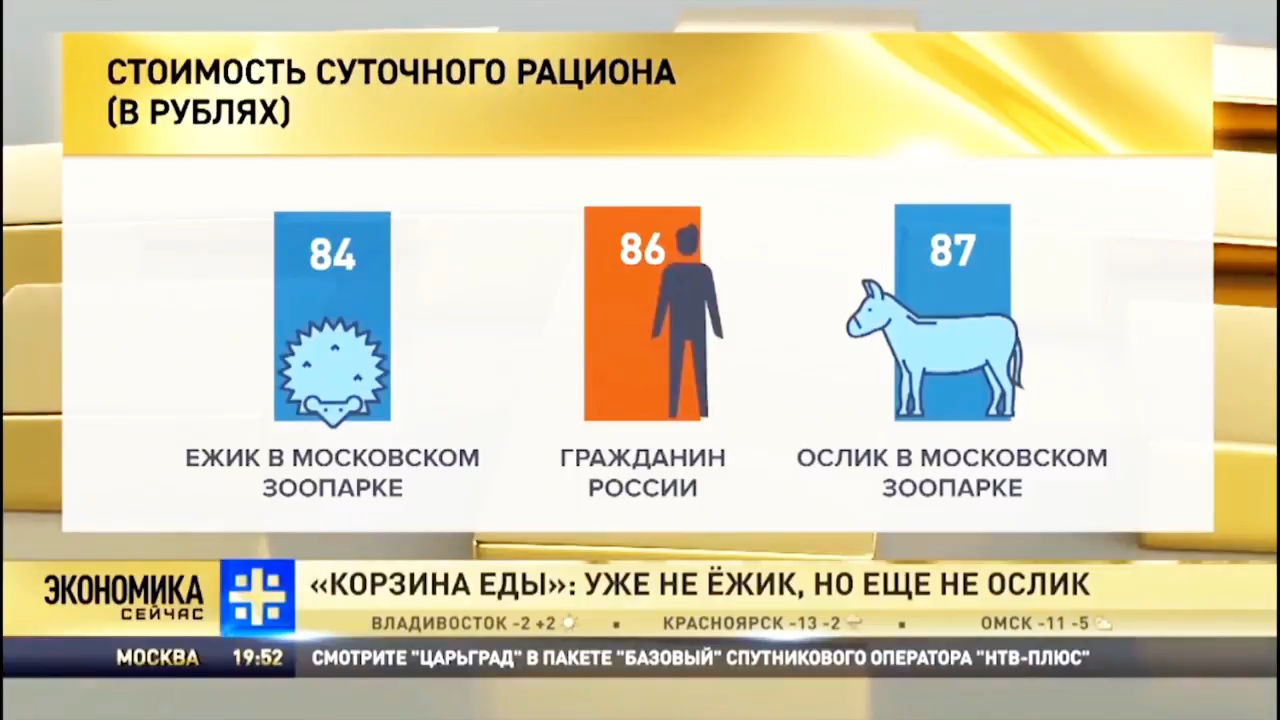 СТОИМОСТЬ СУТОЧНОГО РАЦИОНА
(В РУБЛЯХ)
84
86
87
ЕЖИК В МОСКОВСКОМ
ЗООПАРКЕ
ГРАЖДАНИН
РОССИИ
ОСЛИК В МОСКОВСКОМ
ЗООПАРКЕ
ЭКОНОМИКА
СЕЙЧАС
«КОРЗИНА ЕДЫ»: УЖЕ НЕ ЁЖИК, НО ЕЩЕ НЕ ОСЛИК
ВЛАДИВОСТОК -2 +2 КРАСНОЯРСК -13 -2 ОМСК -11 -5
МОСКВА 19:52 СМОТРИТЕ "ЦАРЬГРАД" В ПАКЕТЕ "БАЗОВЫЙ" СПУТНИКОВОГО ОПЕРАТОРА "НТВ-ПЛЮС"